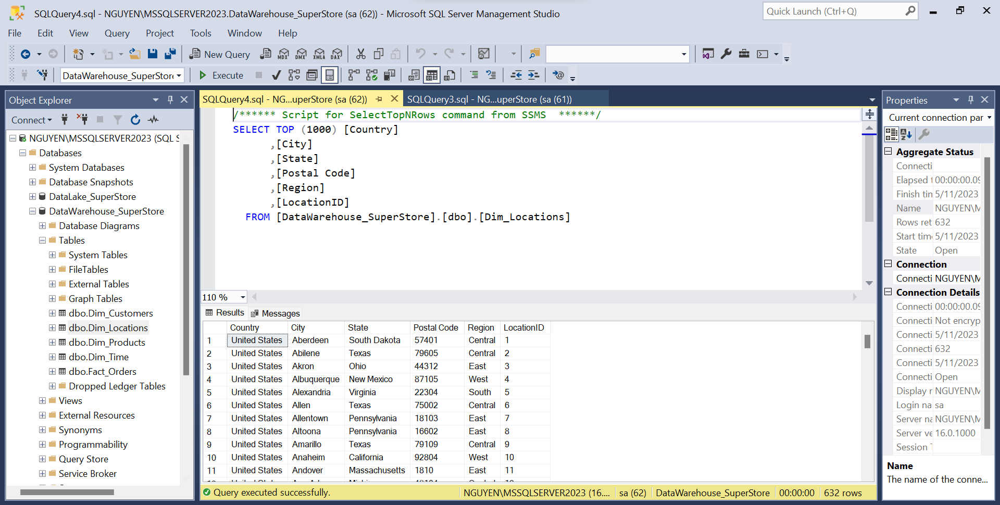 SQLQuery4.sql - NGUYEN\MSSQLSERVER2023.DataWarehouse_SuperStore (sa (62)) - Microsoft SQL Server Management Studio
Quick Launch (Ctrl+Q)
File Edit View Query Project Tools Window Help
New Query MDX DMX XMLA DAX
DataWarehouse_SuperStore Execute
Object Explorer
Connect
NGUYEN\MSSQLSERVER2023 (SQL S
Databases
System Databases
Database Snapshots
DataLake_SuperStore
DataWarehouse_SuperStore
Database Diagrams
Tables
System Tables
FileTables
External Tables
Graph Tables
dbo.Dim_Customers
dbo.Dim_Locations
dbo.Dim_Products
dbo.Dim_Time
dbo.Fact_Orders
Dropped Ledger Tables
Views
External Resources
Synonyms
Programmability
Query Store
Service Broker
SQLQuery4.sql - NG...uperStore (sa (62)) SQLQuery3.sql - NG...uperStore (sa (61))
/****** Script for SelectTopNRows command from SSMS ******/
SELECT TOP (1000) [Country]
,[City]
,[State]
,[Postal Code]
,[Region]
,[LocationID]
FROM [DataWarehouse_SuperStore].[dbo].[Dim_Locations]
110 %
Results Messages
Country City State Postal Code Region LocationID
1 United States Aberdeen South Dakota 57401 Central 1
2 United States Abilene Texas 79605 Central 2
3 United States Akron Ohio 44312 East 3
4 United States Albuquerque New Mexico 87105 West 4
5 United States Alexandria Virginia 22304 South 5
6 United States Allen Texas 75002 Central 6
7 United States Allentown Pennsylvania 18103 East 7
8 United States Altoona Pennsylvania 16602 East 8
9 United States Amarillo Texas 79109 Central 9
10 United States Anaheim California 92804 West 10
11 United States Andover Massachusetts 1810 East 11
Query executed successfully. NGUYEN\MSSQLSERVER2023 (16.... sa (62) DataWarehouse_SuperStore 00:00:00 632 rows
Properties
Current connection par
Aggregate Status
Connecti
Elapsed t 00:00:00.09
Finish tin 5/11/2023
Name NGUYEN\M
Rows ret 632
Start time 5/11/2023
State Open
Connection
Connecti NGUYEN\M
Connection Details
Connecti 00:00:00.09
Connecti Not encryp
Connecti 5/11/2023
Connecti 632
Connecti 5/11/2023
Connecti Open
Display r NGUYEN\M
Login na sa
Server na NGUYEN\M
Server ve 16.0.1000
Session T
Name
The name of the conne...